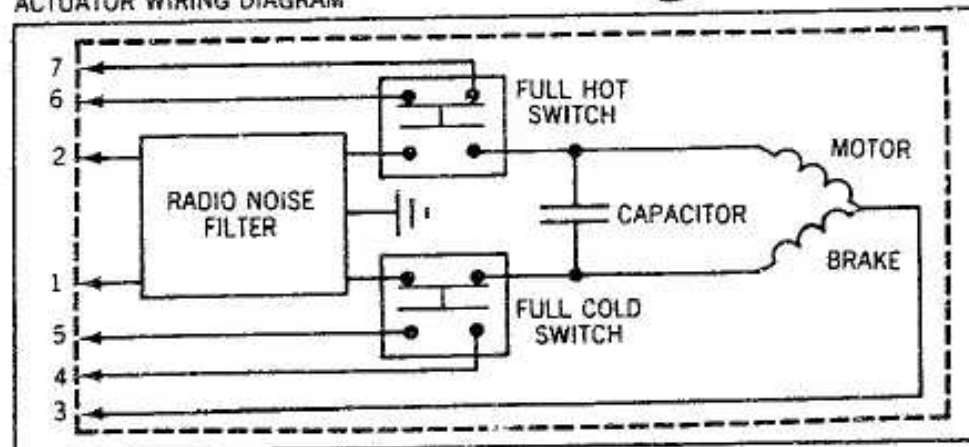 ACTUATOR WIRING DIAGRAM
7
6
2
1
5
4
3
FULL HOT
SWITCH
RADIO NOISE
FILTER
CAPACITOR
MOTOR
BRAKE
FULL COLD
SWITCH